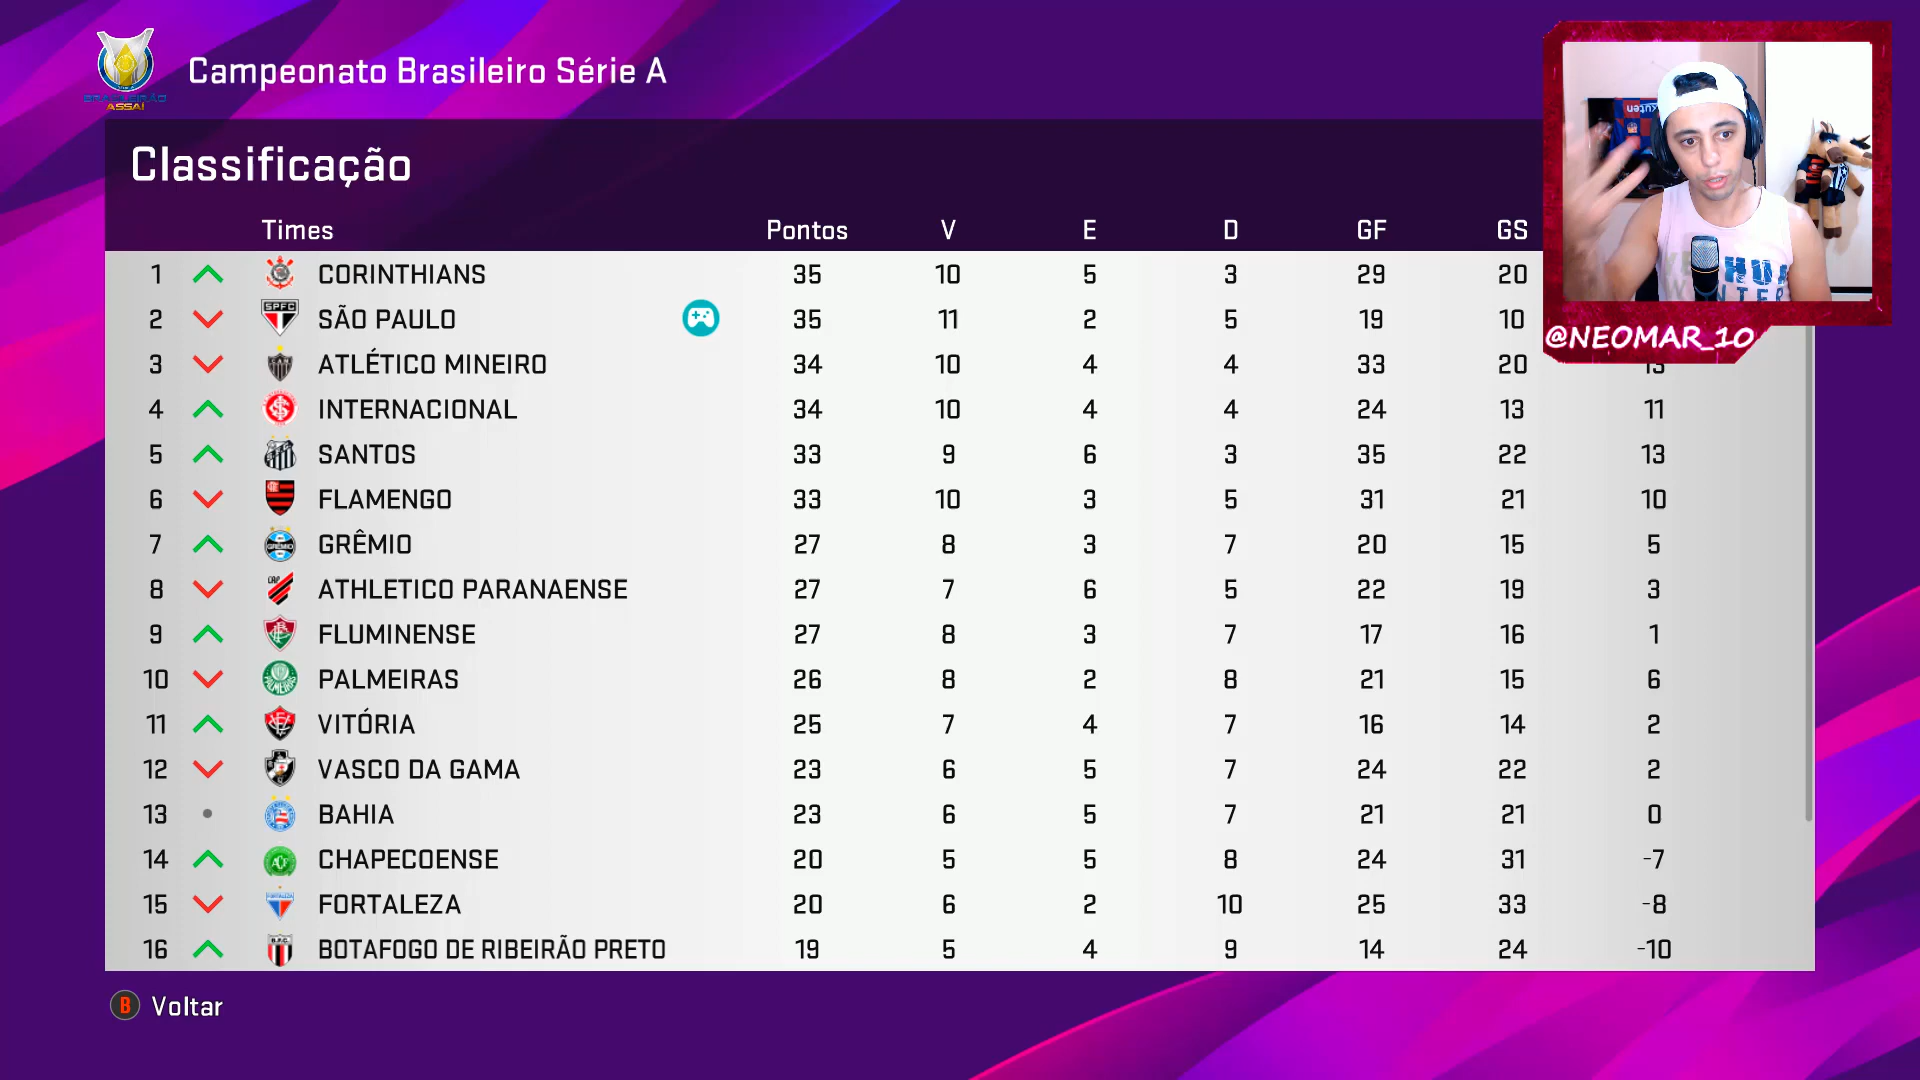 BRASILEIRÃO
ASSAÍ
Campeonato Brasileiro Série A
Classificação
Times Pontos V E D GF GS
1 CORINTHIANS 35 10 5 3 29 20
2 SÃO PAULO 35 11 2 5 19 10
3 ATLÉTICO MINEIRO 34 10 4 4 33 20 13
4 INTERNACIONAL 34 10 4 4 24 13 11
5 SANTOS 33 9 6 3 35 22 13
6 FLAMENGO 33 10 3 5 31 21 10
7 GRÊMIO 27 8 3 7 20 15 5
8 ATHLETICO PARANAENSE 27 7 6 5 22 19 3
9 FLUMINENSE 27 8 3 7 17 16 1
10 PALMEIRAS 26 8 2 8 21 15 6
11 VITÓRIA 25 7 4 7 16 14 2
12 VASCO DA GAMA 23 6 5 7 24 22 2
13 BAHIA 23 6 5 7 21 21 0
14 CHAPECOENSE 20 5 5 8 24 31 -7
15 FORTALEZA 20 6 2 10 25 33 -8
16 BOTAFOGO DE RIBEIRÃO PRETO 19 5 4 9 14 24 -10
B Voltar
@NEOMAR_10
SPFC